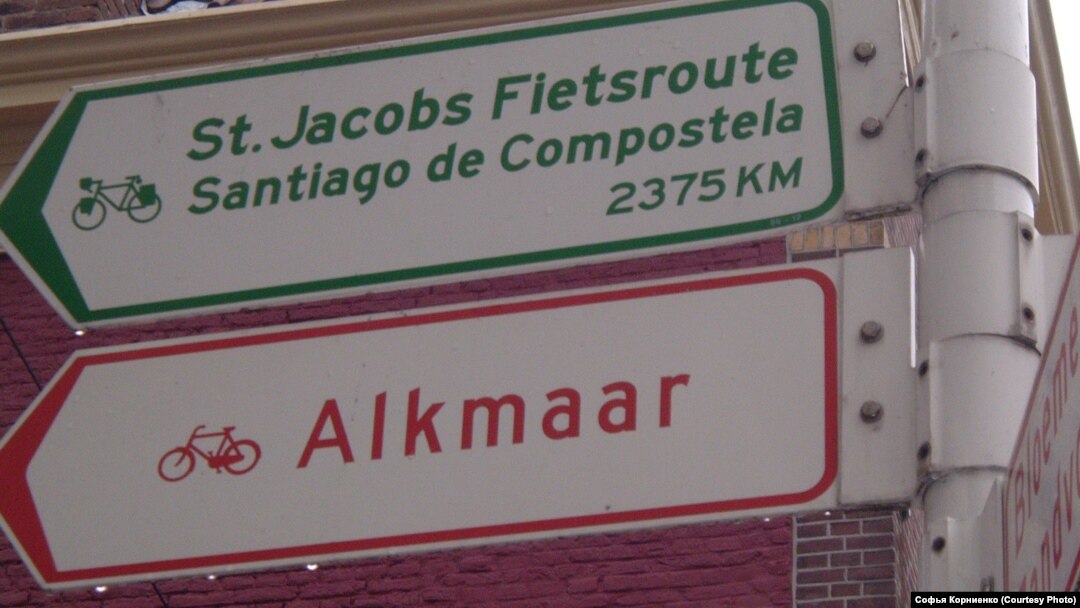 St. Jacobs Fietsroute
Santiago de Compostela
2375 KM
Alkmaar
Софья Корниенко (Courtesy Photo)